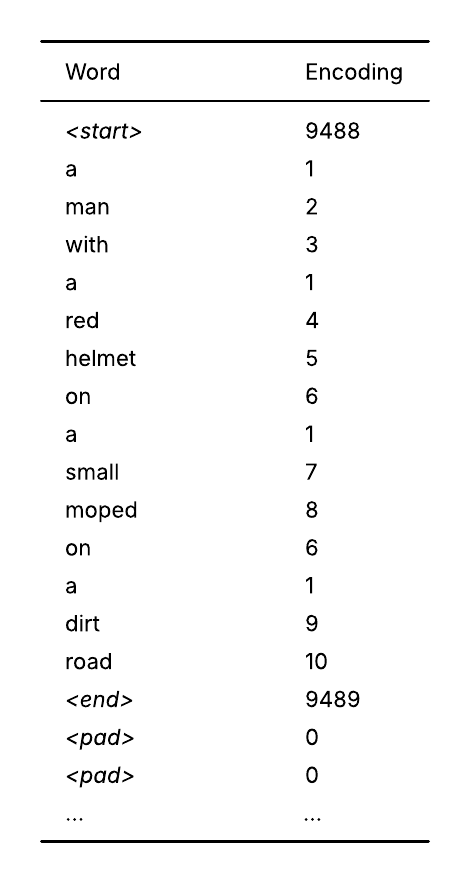 Word Encoding
<start> 9488
a 1
man 2
with 3
a 1
red 4
helmet 5
on 6
a 1
small 7
moped 8
on 6
a 1
dirt 9
road 10
<end> 9489
<pad> 0
<pad> 0
... ...